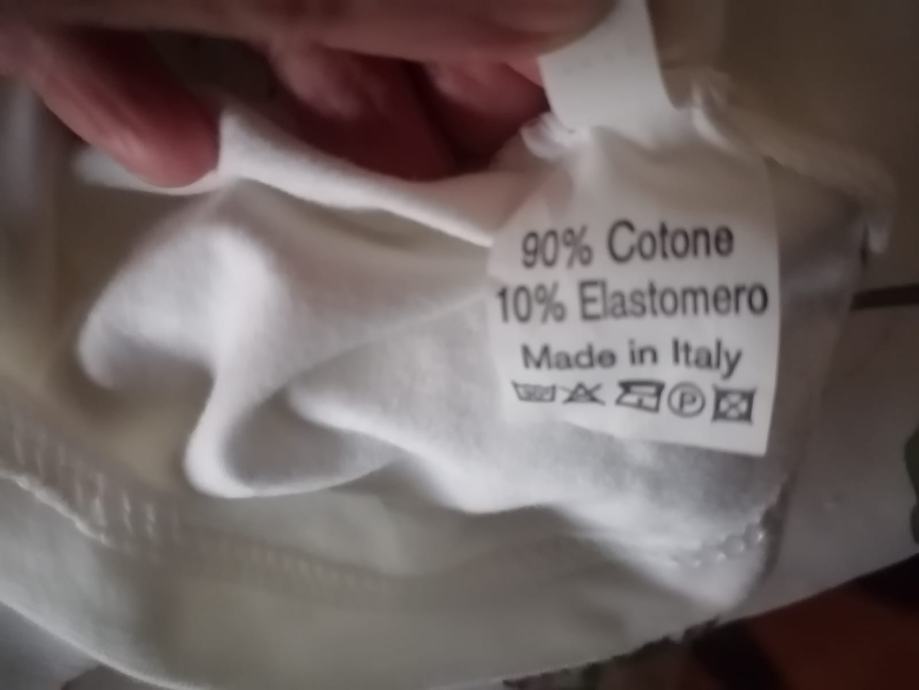 90% Cotone
10% Elastomero
Made in Italy
P